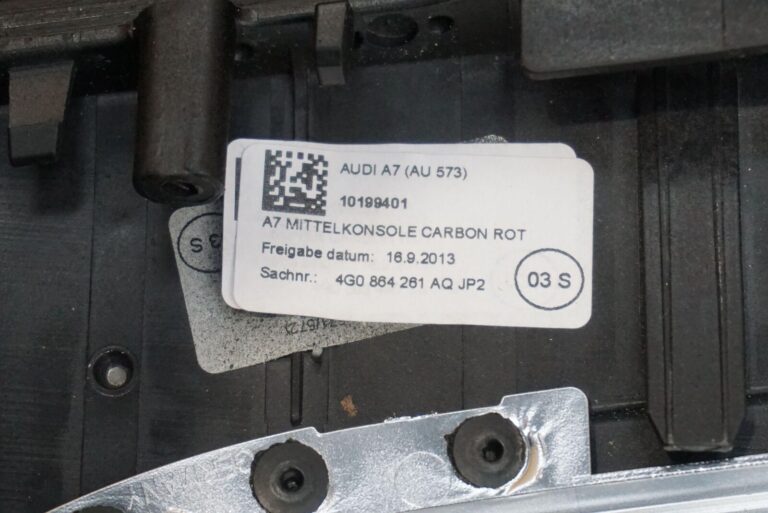 AUDI A7 (AU 573)
10199401
A7 MITTELKONSOLE CARBON ROT
Freigabe datum: 16.9.2013
Sachnr.: 4G0 864 261 AQ JP2
03 S
3 S